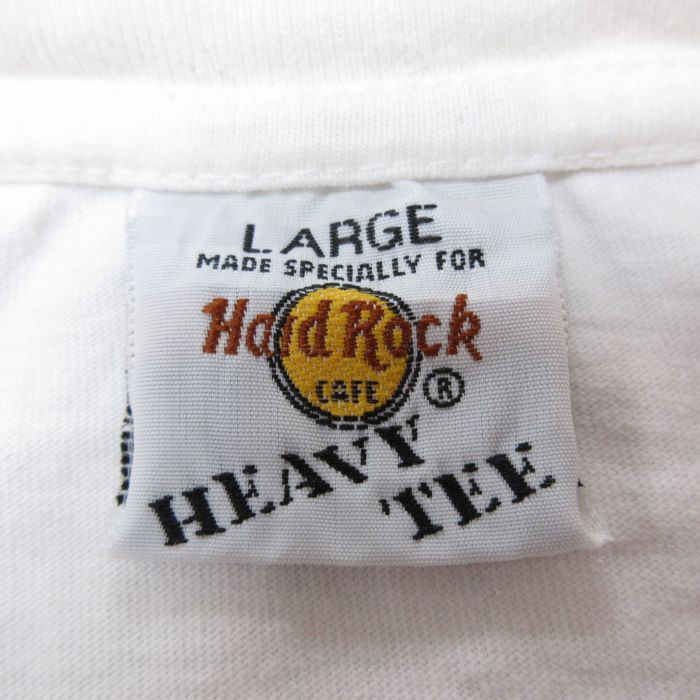 LARGE
MADE SPECIALLY FOR
Hard Rock
CAFE ®
HEAVY
TEE